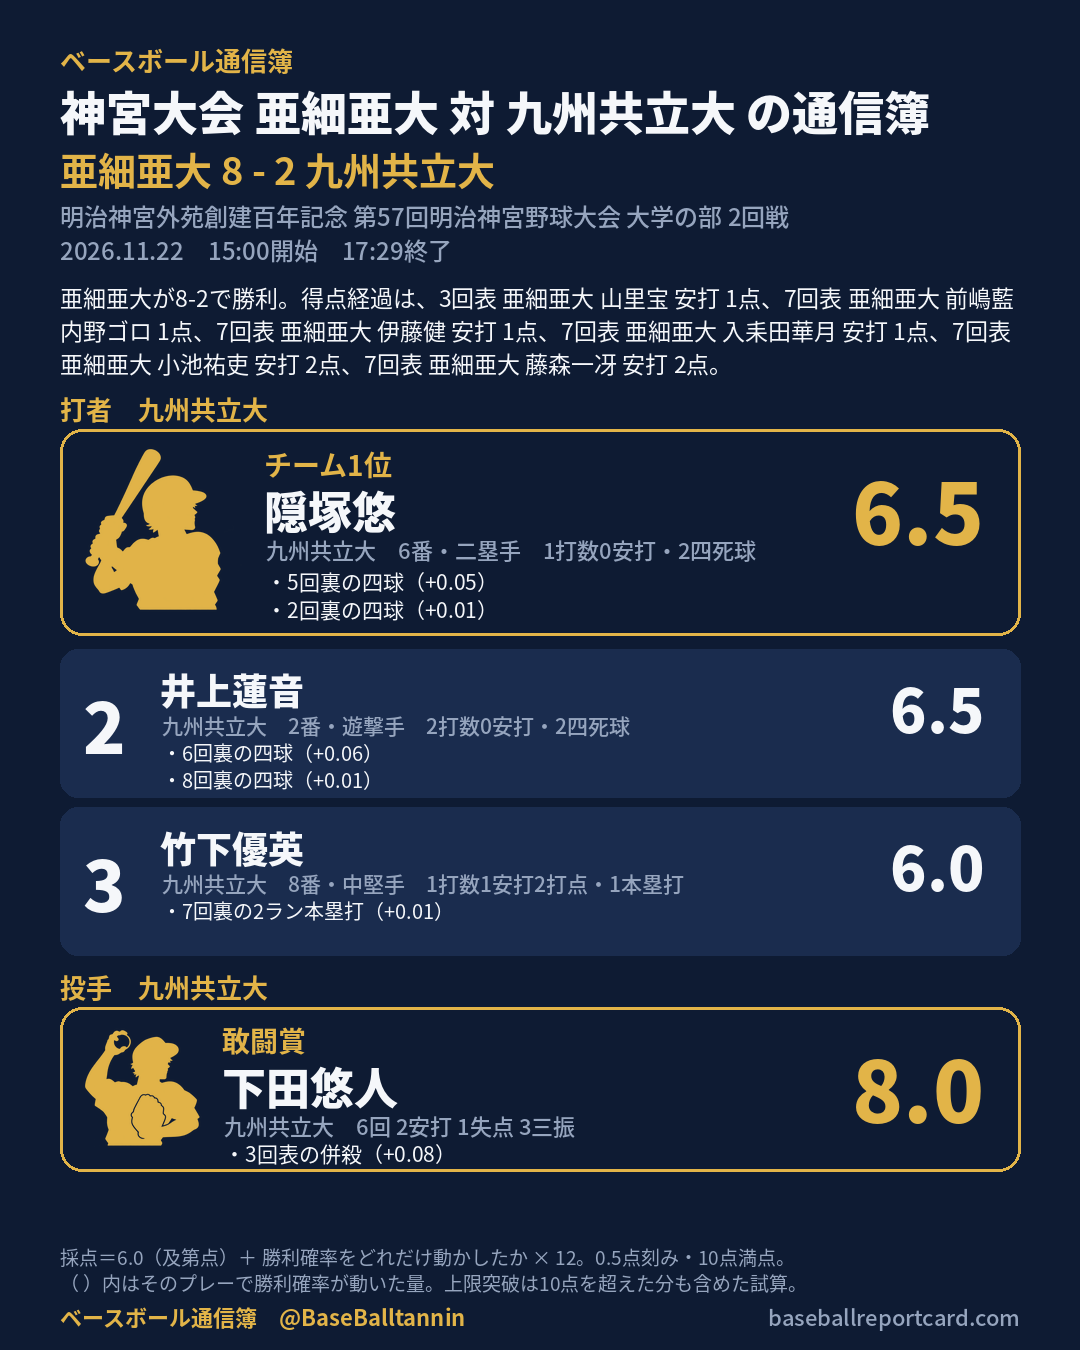 ベースボール通信簿
神宮大会 亜細亜大 対 九州共立大 の通信簿
亜細亜大 8 - 2 九州共立大
明治神宮外苑創建百年記念 第57回明治神宮野球大会 大学の部 2回戦
2026.11.22　15:00開始　17:29終了
亜細亜大が8-2で勝利。得点経過は、3回表 亜細亜大 山里宝 安打 1点、7回表 亜細亜大 前嶋藍
内野ゴロ 1点、7回表 亜細亜大 伊藤健 安打 1点、7回表 亜細亜大 入耒田華月 安打 1点、7回表
亜細亜大 小池祐吏 安打 2点、7回表 亜細亜大 藤森一冴 安打 2点。
打者　九州共立大
チーム1位
隠塚悠
九州共立大　6番・二塁手　1打数0安打・2四死球
・5回裏の四球（+0.05）
・2回裏の四球（+0.01）
6.5
2
井上蓮音
九州共立大　2番・遊撃手　2打数0安打・2四死球
・6回裏の四球（+0.06）
・8回裏の四球（+0.01）
6.5
3
竹下優英
九州共立大　8番・中堅手　1打数1安打2打点・1本塁打
・7回裏の2ラン本塁打（+0.01）
6.0
投手　九州共立大
敢闘賞
下田悠人
九州共立大　6回 2安打 1失点 3三振
・3回表の併殺（+0.08）
8.0
採点＝6.0（及第点）＋ 勝利確率をどれだけ動かしたか × 12。0.5点刻み・10点満点。
（ ）内はそのプレーで勝利確率が動いた量。上限突破は10点を超えた分も含めた試算。
ベースボール通信簿　@BaseBalltannin
baseballreportcard.com